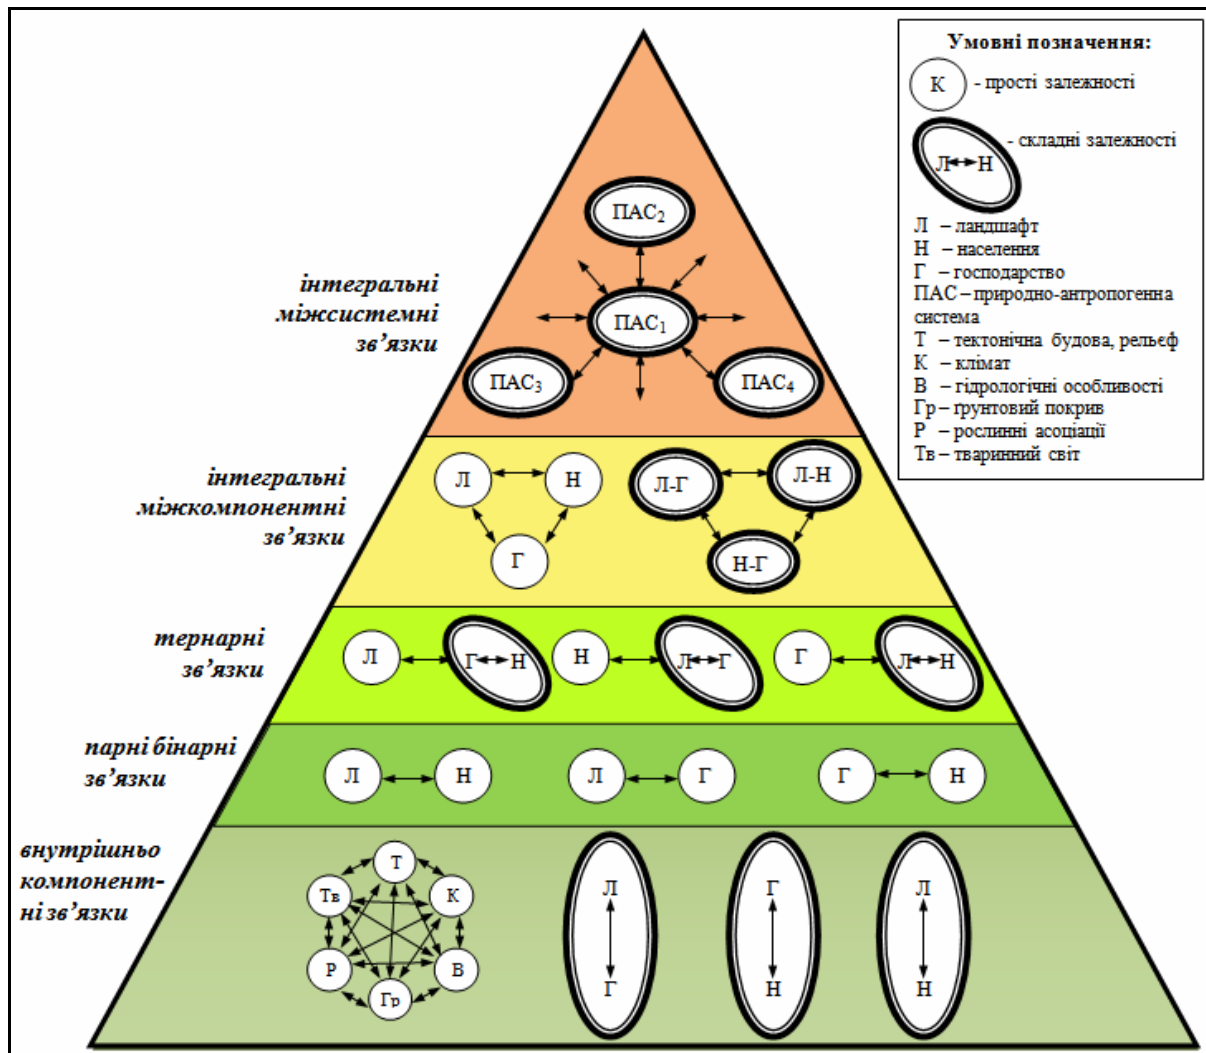 Умовні позначення:
К
- прості залежності
- складні залежності
Л Н
Л – ландшафт
Н – населення
Г – господарство
ПАС – природно-антропогенна
система
Т – тектонічна будова, рельєф
К – клімат
В – гідрологічні особливості
Гр – ґрунтовий покрив
Р – рослинні асоціації
Тв – тваринний світ
інтегральні
міжсистемні
зв’язки
ПАС2
ПАС1
ПАС3
ПАС4
інтегральні
міжкомпонентні
зв’язки
Л Н
Г
Л-Г Л-Н
Н-Г
тернарні
зв’язки
Л Г Н
Н Л Г
Г Л Н
парні бінарні
зв’язки
Л Н
Л Г
Г Н
внутрішньо
компонент-
ні зв’язки
Т
Тв К
Р В
Гр
Л
Г
Г
Н
Л
Н